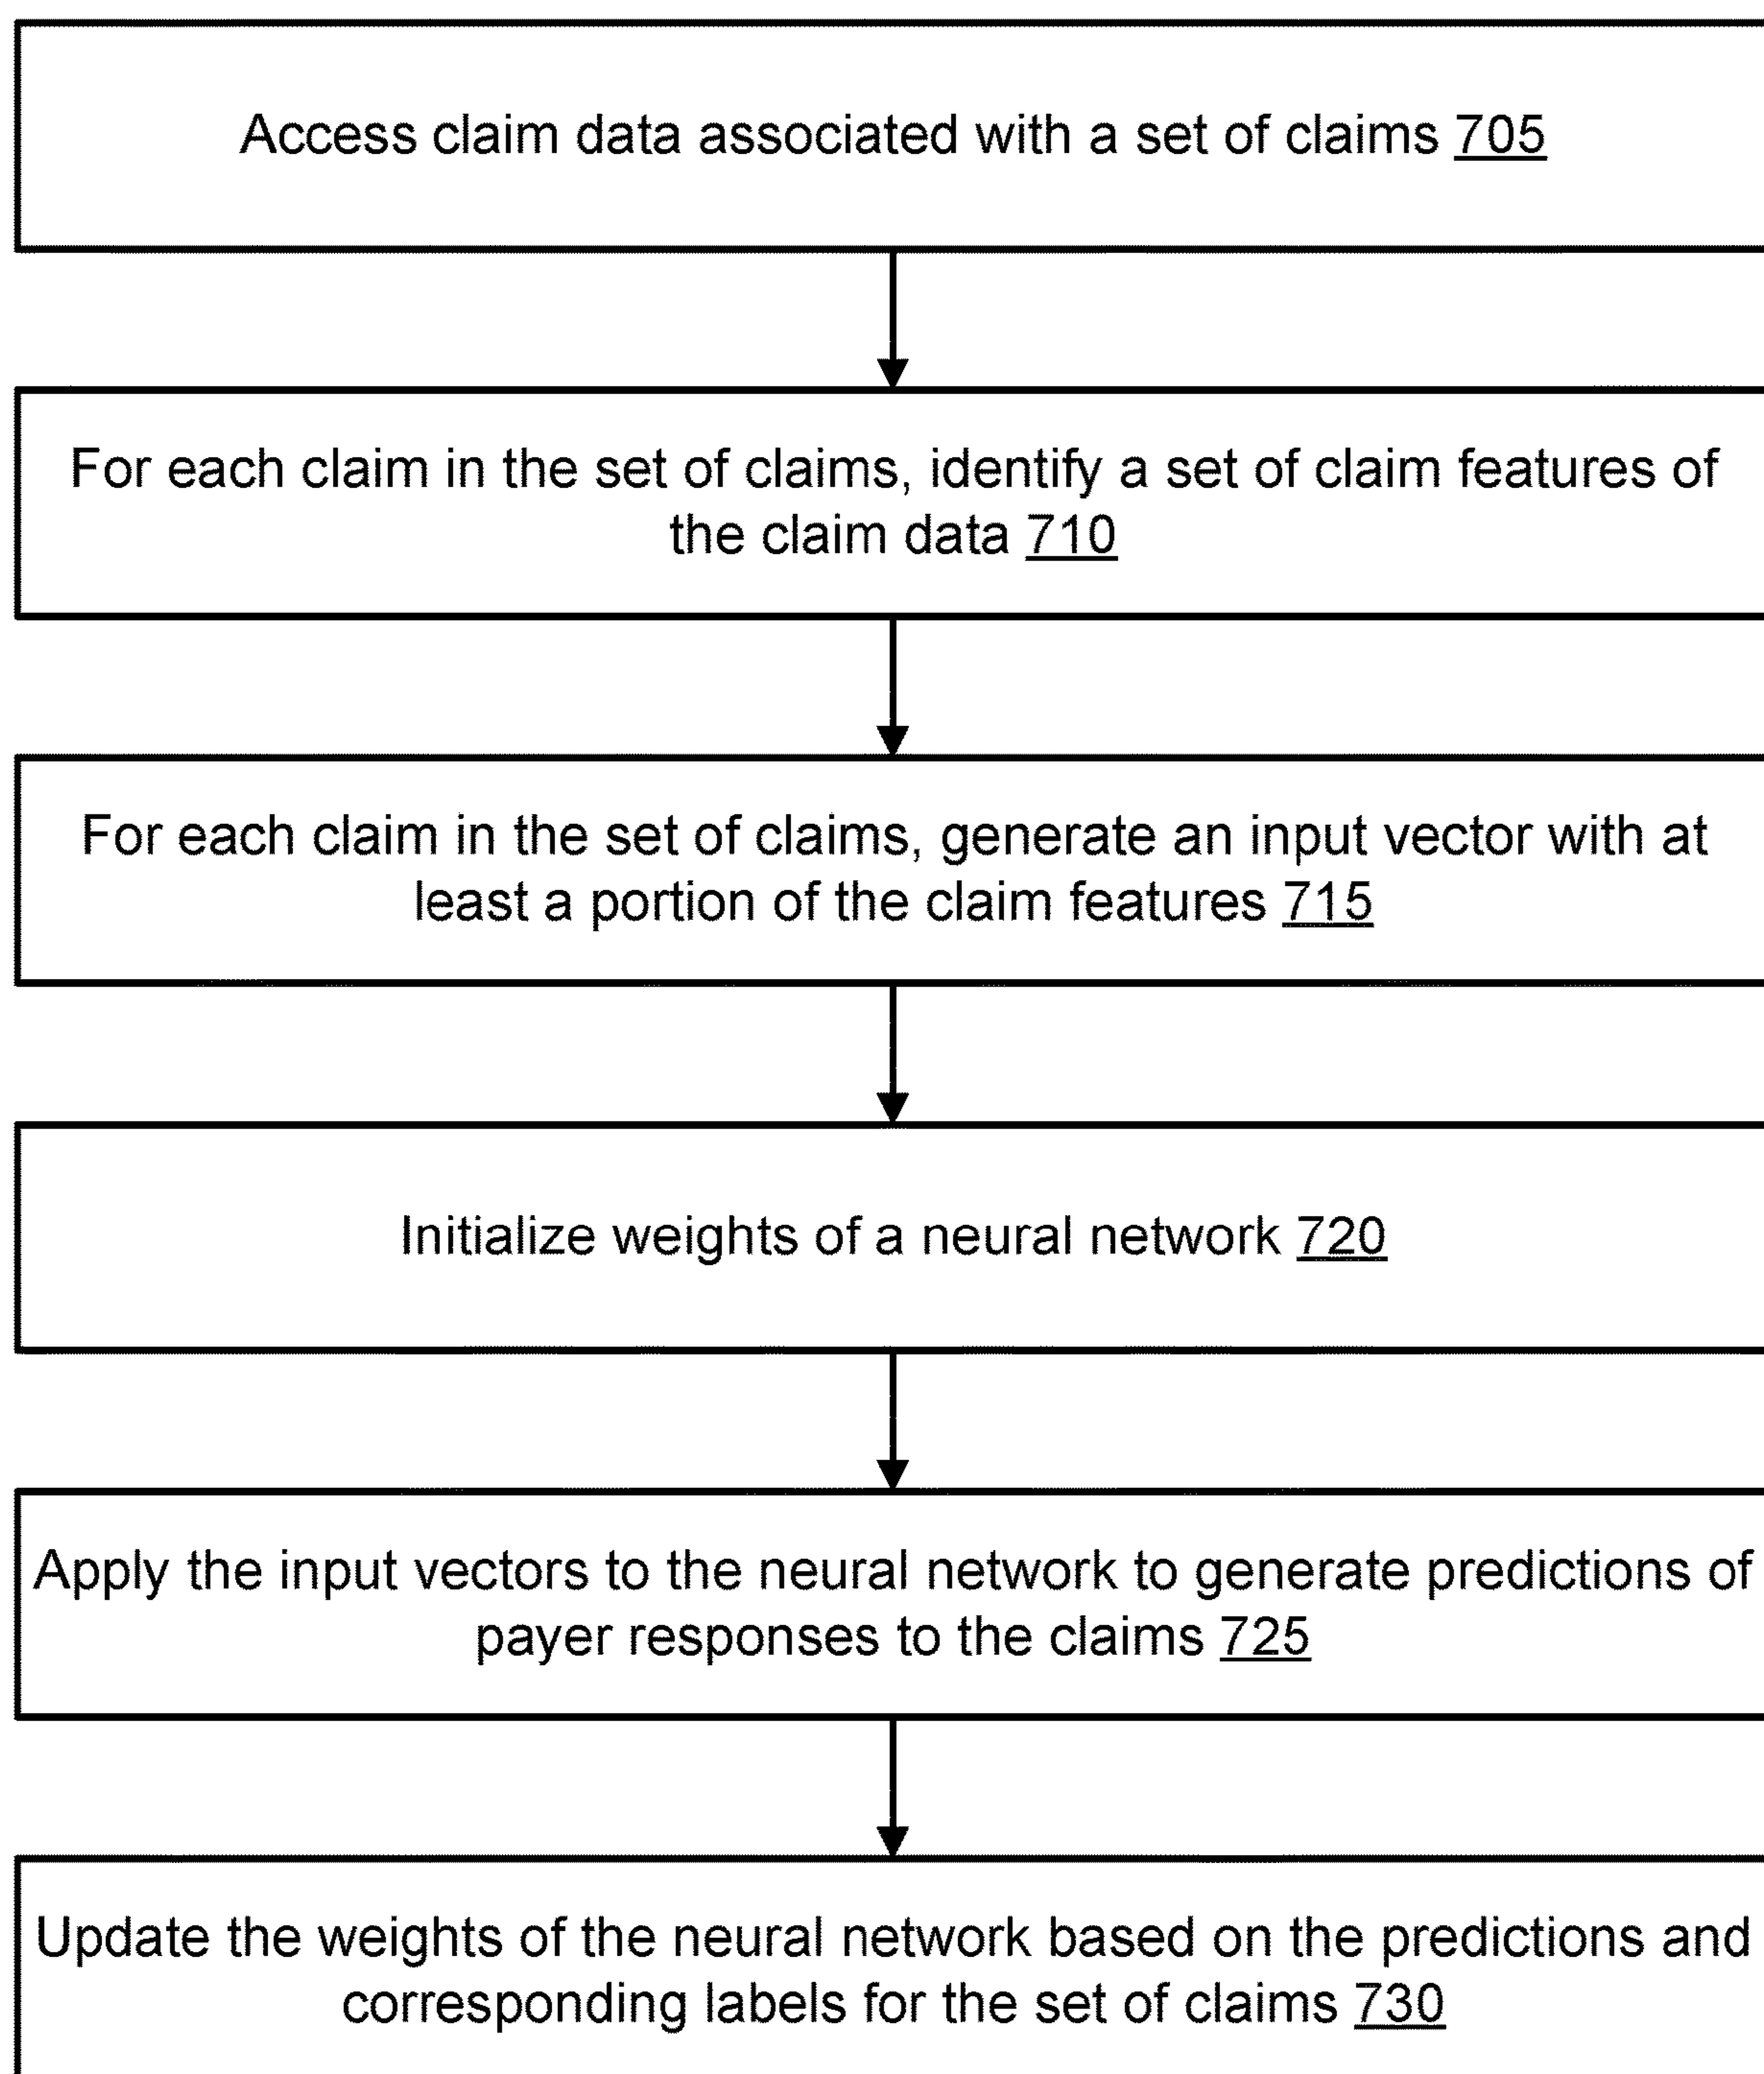 Access claim data associated with a set of claims 705
For each claim in the set of claims, identify a set of claim features of
the claim data 710
For each claim in the set of claims, generate an input vector with at
least a portion of the claim features 715
Initialize weights of a neural network 720
Apply the input vectors to the neural network to generate predictions of
payer responses to the claims 725
Update the weights of the neural network based on the predictions and
corresponding labels for the set of claims 730